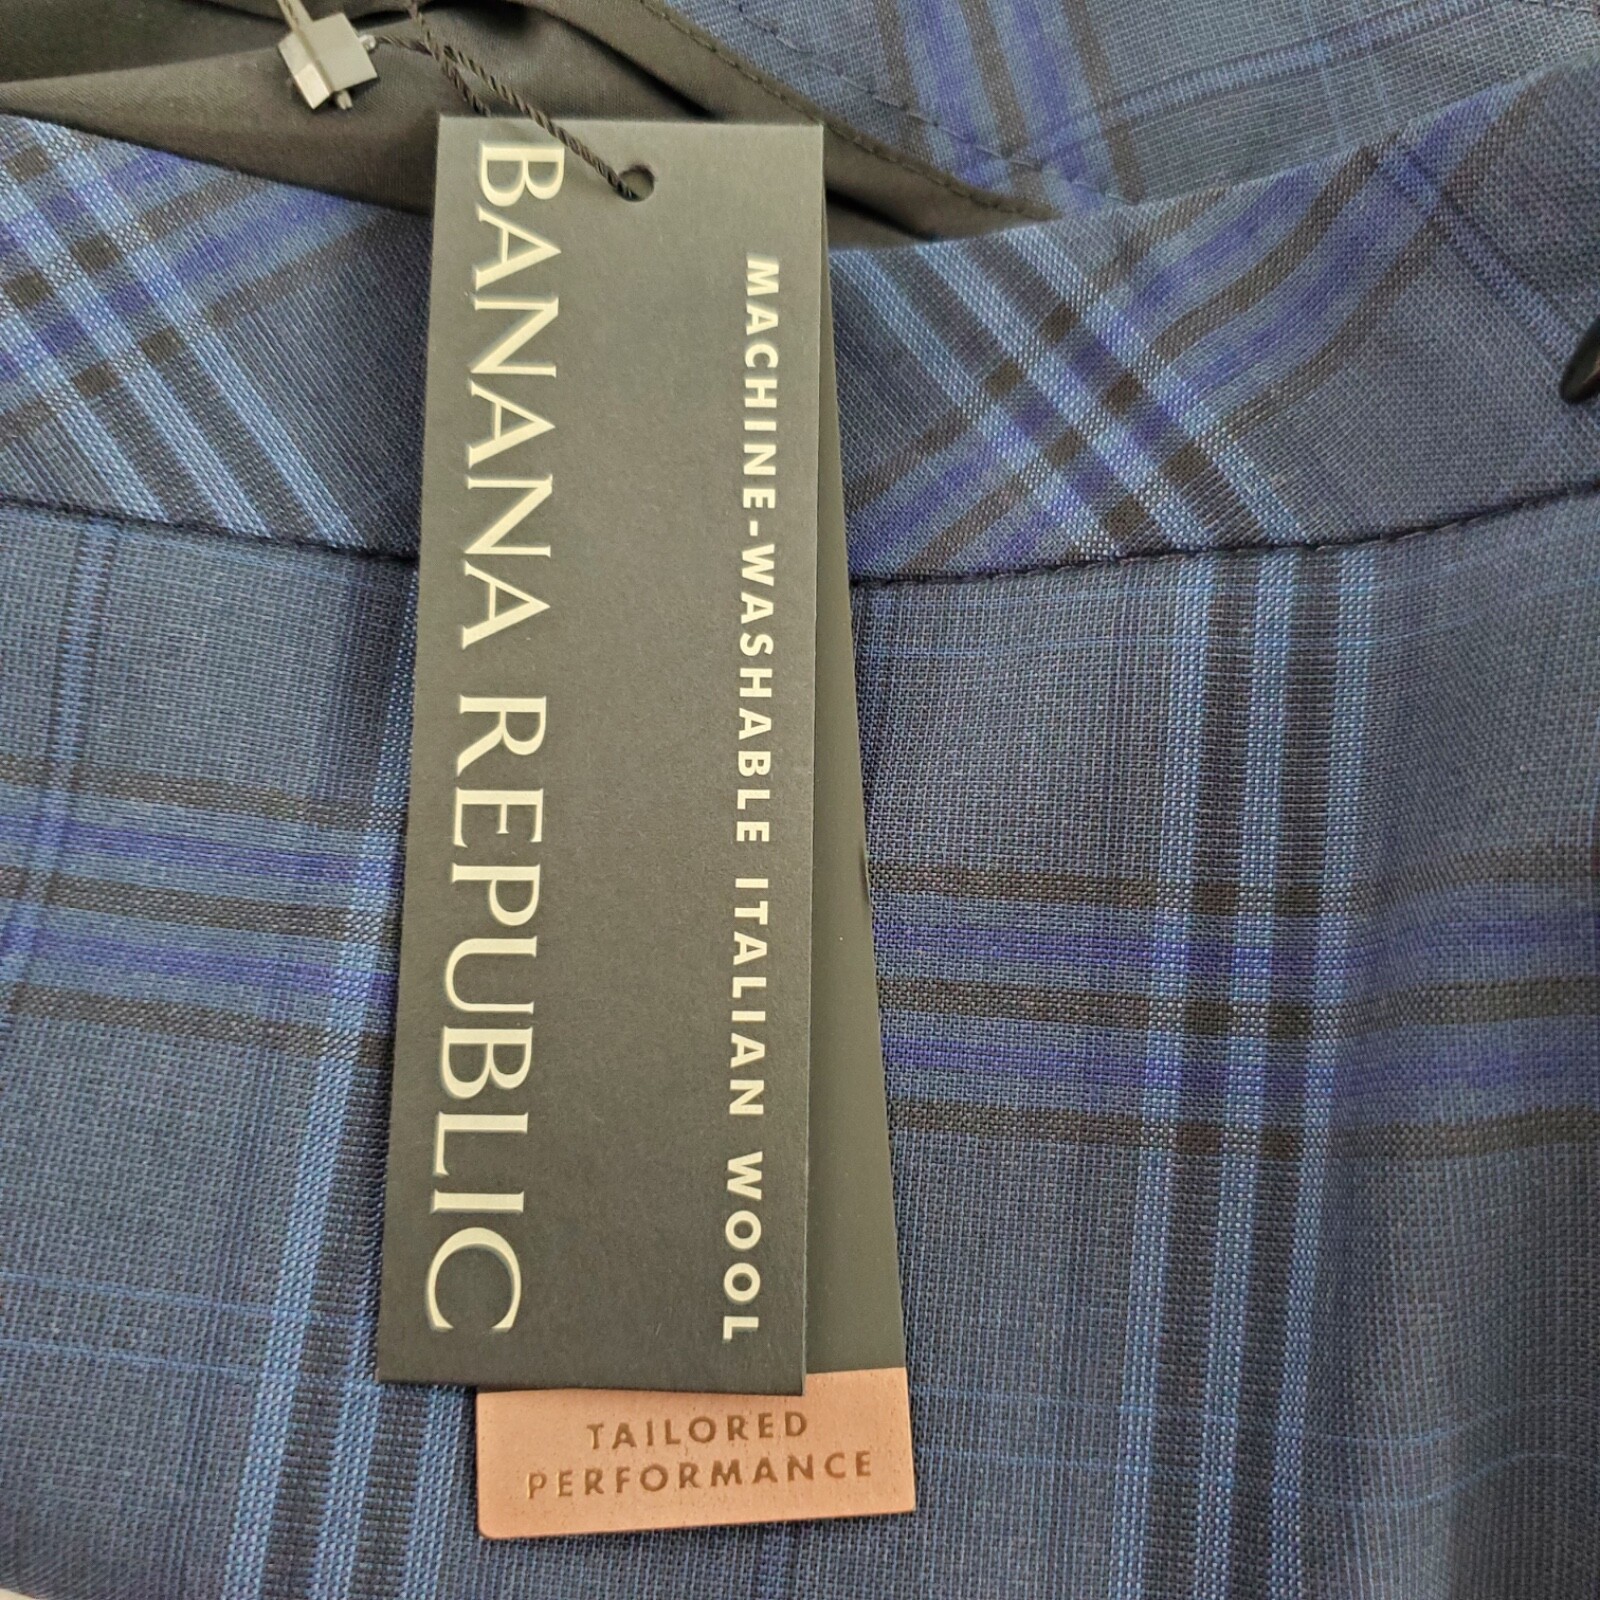 BANANA REPUBLIC
MACHINE-WASHABLE ITALIAN WOOL
TAILORED
PERFORMANCE